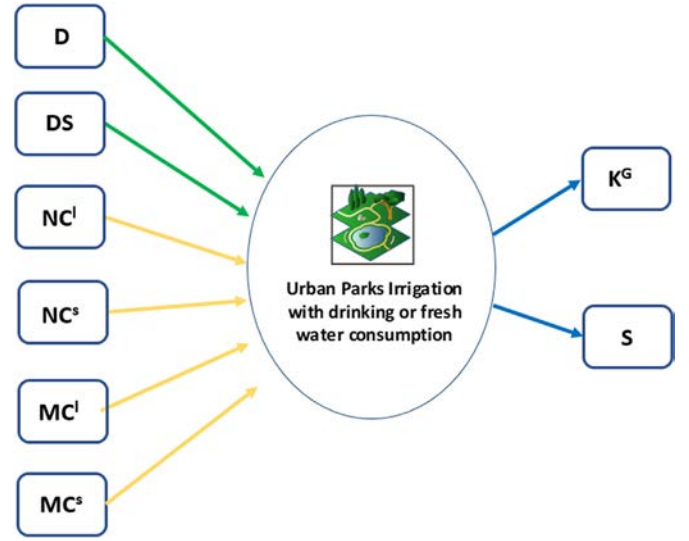 D
DS
NCˡ
NCˢ
MCˡ
MCˢ
Urban Parks Irrigation
with drinking or fresh
water consumption
Kᴳ
S